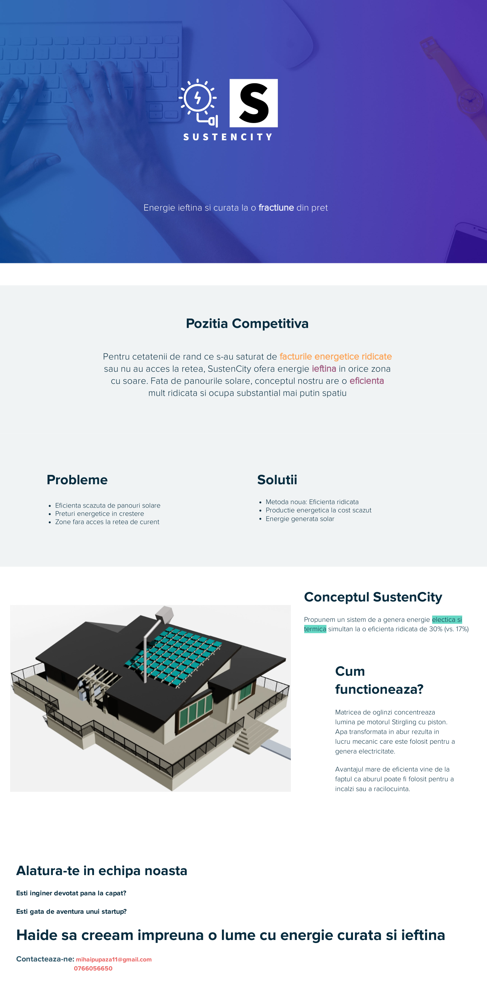 S
SUSTENCITY
Energie ieftina si curata la o fractiune din pret
Pozitia Competitiva
Pentru cetatenii de rand ce s-au saturat de facturile energetice ridicate
sau nu au acces la retea, SustenCity ofera energie ieftina in orice zona
cu soare. Fata de panourile solare, conceptul nostru are o eficienta
mult ridicata si ocupa substantial mai putin spatiu
Probleme
• Eficienta scazuta de panouri solare
• Preturi energetice in crestere
• Zone fara acces la retea de curent
Solutii
• Metoda noua: Eficienta ridicata
• Productie energetica la cost scazut
• Energie generata solar
Conceptul SustenCity
Propunem un sistem de a genera energie electica si
termica simultan la o eficienta ridicata de 30% (vs. 17%)
Cum
functioneaza?
Matricea de oglinzi concentreaza
lumina pe motorul Stirgling cu piston.
Apa transformata in abur rezulta in
lucru mecanic care este folosit pentru a
genera electricitate.
Avantajul mare de eficienta vine de la
faptul ca aburul poate fi folosit pentru a
incalzi sau a racilocuinta.
Alatura-te in echipa noasta
Esti inginer devotat pana la capat?
Esti gata de aventura unui startup?
Haide sa creeam impreuna o lume cu energie curata si ieftina
Contacteaza-ne: mihaipupaza11@gmail.com
0766056650